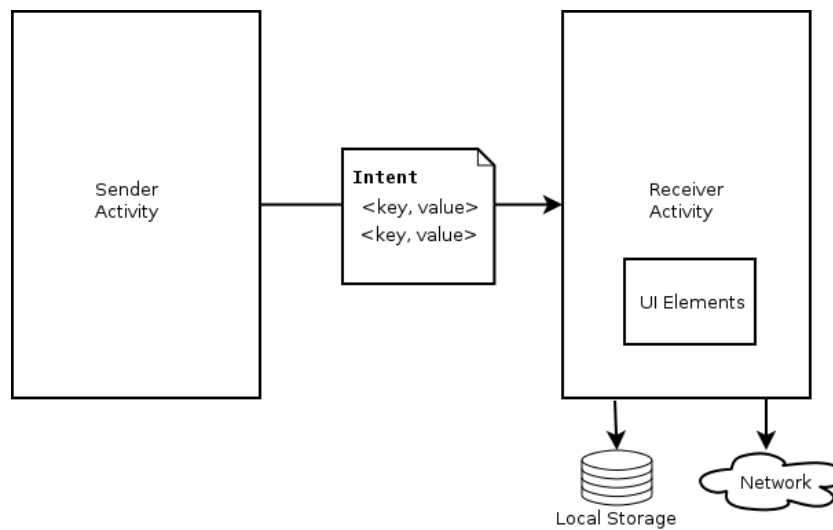 Sender
Activity
Intent
<key, value>
<key, value>
Receiver
Activity
UI Elements
Local Storage
Network